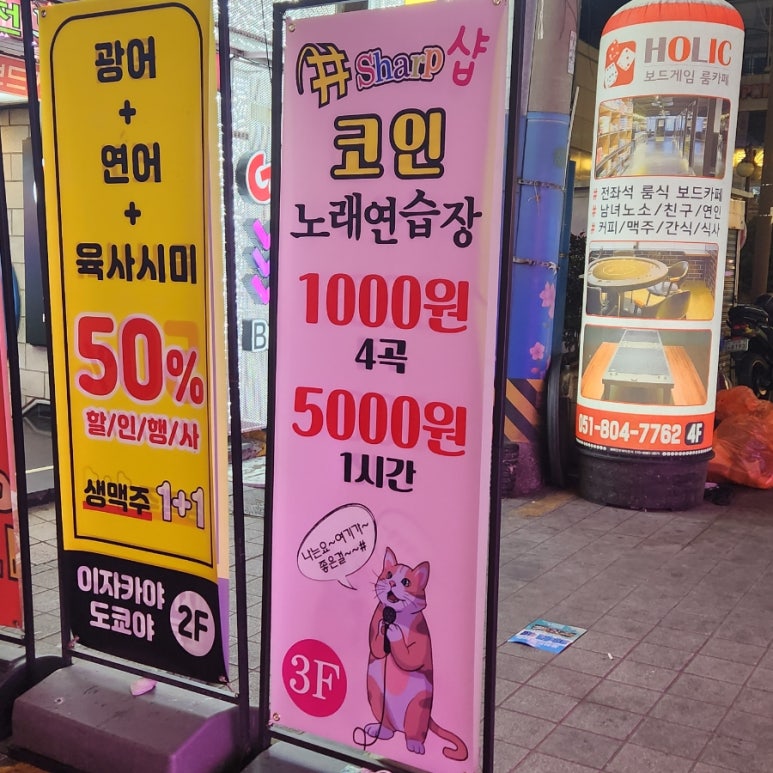 광어
+
연어
+
육사시미
50%
할/인/행/사
생맥주 1+1
이자카야
도쿄야
2F
# Sharp 샵
코인
노래연습장
1000원
4곡
5000원
1시간
나는요~여기가~
좋은걸~~#
3F
HOLIC
보드게임 룸카페
# 전좌석 룸식 보드카페
# 남녀노소/친구/연인
# 커피/맥주/간식/식사
051-804-7762 4F
G
B